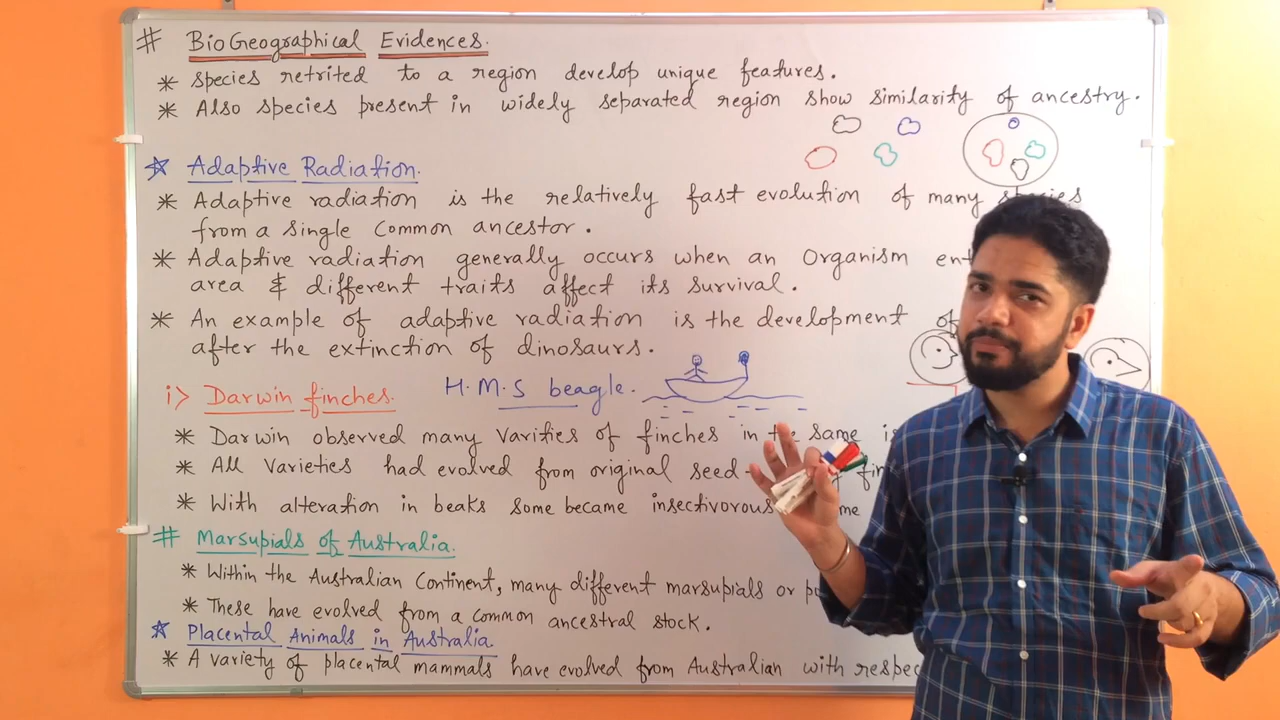 # BioGeographical Evidences.
* species retrited to a region develop unique features.
* Also species present in widely separated region show similarity of ancestry.
Adaptive Radiation.
* Adaptive radiation is the relatively fast evolution of many species
from a single Common ancestor.
* Adaptive radiation generally occurs when an Organism
area & different traits affect its survival.
* An example of adaptive radiation is the development of
after the extinction of dinosaurs.
i> Darwin finches. H.M.S beagle.
* Darwin observed many varities of finches in the same
* All varieties had evolved from original seed-
* With alteration in beaks some became insectivorous
# Marsupials of Australia.
* Within the Australian Continent, many different marsupials or
* These have evolved from a common ancestral stock.
Placental Animals in Australia
* A variety of placental mammals have evolved from Australian with